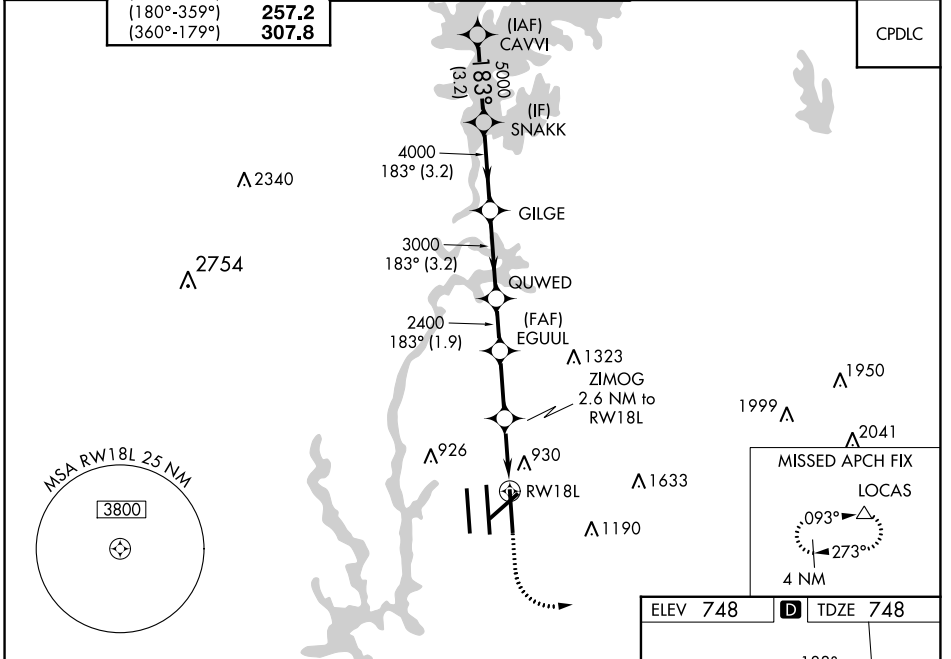 (180°-359°) 257.2
(360°-179°) 307.8
CPDLC
(IAF)
CAVVI
5000
183°
(3.2)
(IF)
SNAKK
4000
183° (3.2)
2340
GILGE
3000
183° (3.2)
2754
QUWED
2400
183° (1.9)
(FAF)
EGUUL
1323
ZIMOG
2.6 NM to
RW18L
1950
1999
2041
926
930
1633
RW18L
1190
MSA RW18L 25 NM
3800
MISSED APCH FIX
LOCAS
093°
273°
4 NM
ELEV 748 D TDZE 748